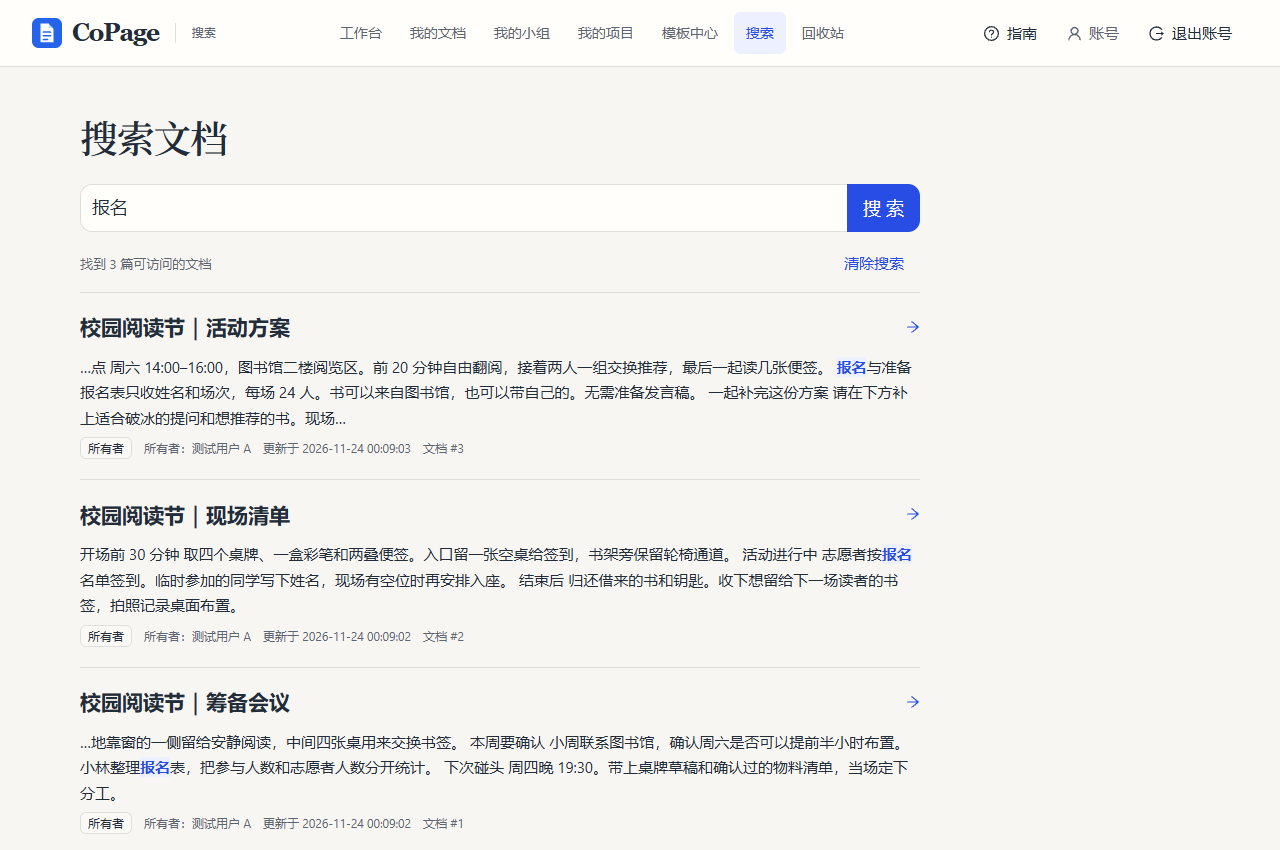 CoPage 搜索 工作台 我的文档 我的小组 我的项目 模板中心 搜索 回收站 指南 账号 退出账号
搜索文档
报名 搜索
找到 3 篇可访问的文档 清除搜索
校园阅读节｜活动方案
...点 周六 14:00–16:00，图书馆二楼阅览区。前 20 分钟自由翻阅，接着两人一组交换推荐，最后一起读几张便签。 报名与准备
报名表只收姓名和场次，每场 24 人。书可以来自图书馆，也可以带自己的。无需准备发言稿。 一起补完这份方案 请在下方补
上适合破冰的提问和想推荐的书。现场...
所有者 所有者：测试用户 A 更新于 2026-11-24 00:09:03 文档 #3
校园阅读节｜现场清单
开场前 30 分钟 取四个桌牌、一盒彩笔和两叠便签。入口留一张空桌给签到，书架旁保留轮椅通道。 活动进行中 志愿者按报名
名单签到。临时参加的同学写下姓名，现场有空位时再安排入座。 结束后 归还借来的书和钥匙。收下想留给下一场读者的书
签，拍照记录桌面布置。
所有者 所有者：测试用户 A 更新于 2026-11-24 00:09:02 文档 #2
校园阅读节｜筹备会议
...地靠窗的一侧留给安静阅读，中间四张桌用来交换书签。 本周要确认 小周联系图书馆，确认周六是否可以提前半小时布置。
小林整理报名表，把参与人数和志愿者人数分开统计。 下次碰头 周四晚 19:30。带上桌牌草稿和确认过的物料清单，当场定下
分工。
所有者 所有者：测试用户 A 更新于 2026-11-24 00:09:02 文档 #1